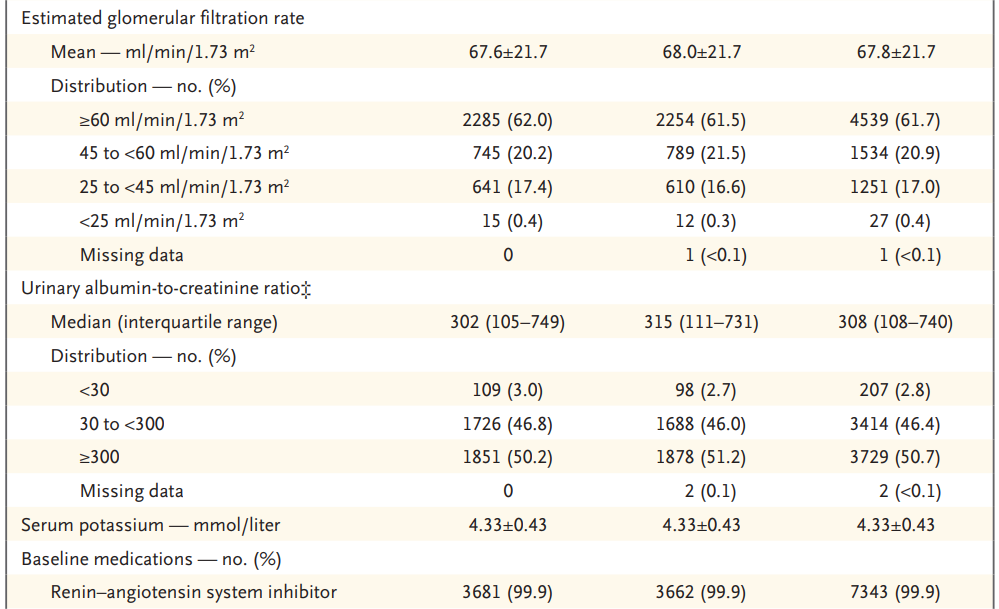 Estimated glomerular filtration rate
Mean — ml/min/1.73 m² 67.6±21.7 68.0±21.7 67.8±21.7
Distribution — no. (%)
≥60 ml/min/1.73 m² 2285 (62.0) 2254 (61.5) 4539 (61.7)
45 to <60 ml/min/1.73 m² 745 (20.2) 789 (21.5) 1534 (20.9)
25 to <45 ml/min/1.73 m² 641 (17.4) 610 (16.6) 1251 (17.0)
<25 ml/min/1.73 m² 15 (0.4) 12 (0.3) 27 (0.4)
Missing data 0 1 (<0.1) 1 (<0.1)
Urinary albumin-to-creatinine ratio‡
Median (interquartile range) 302 (105–749) 315 (111–731) 308 (108–740)
Distribution — no. (%)
<30 109 (3.0) 98 (2.7) 207 (2.8)
30 to <300 1726 (46.8) 1688 (46.0) 3414 (46.4)
≥300 1851 (50.2) 1878 (51.2) 3729 (50.7)
Missing data 0 2 (0.1) 2 (<0.1)
Serum potassium — mmol/liter 4.33±0.43 4.33±0.43 4.33±0.43
Baseline medications — no. (%)
Renin–angiotensin system inhibitor 3681 (99.9) 3662 (99.9) 7343 (99.9)